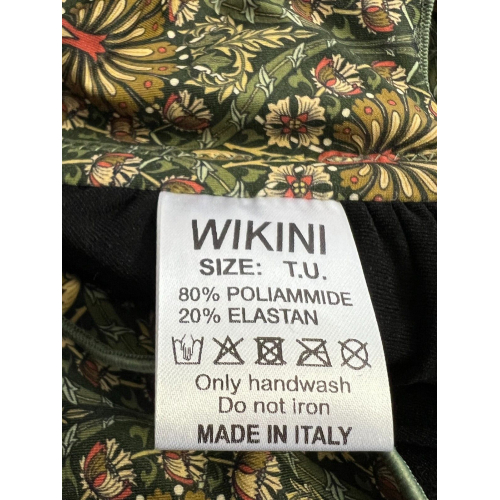 WIKINI
SIZE: T.U.
80% POLIAMMIDE
20% ELASTAN
Only handwash
Do not iron
MADE IN ITALY